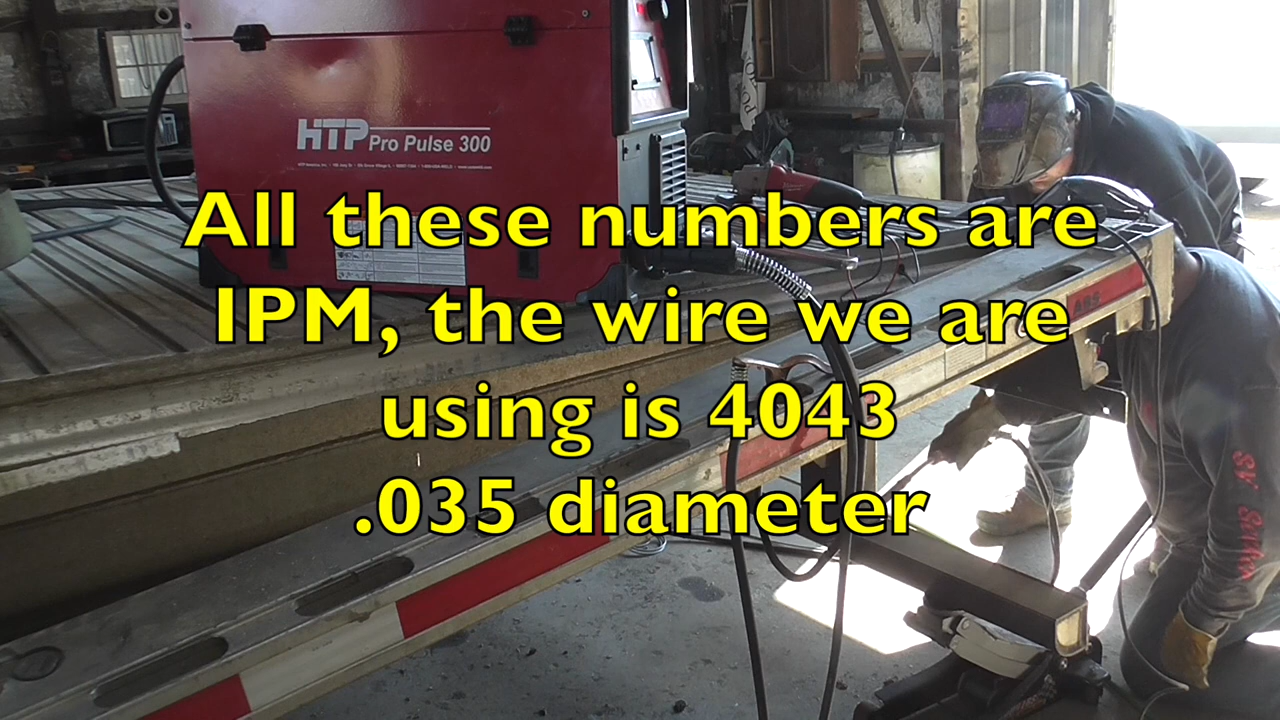 HTP Pro Pulse 300
All these numbers are
IPM, the wire we are
using is 4043
.035 diameter